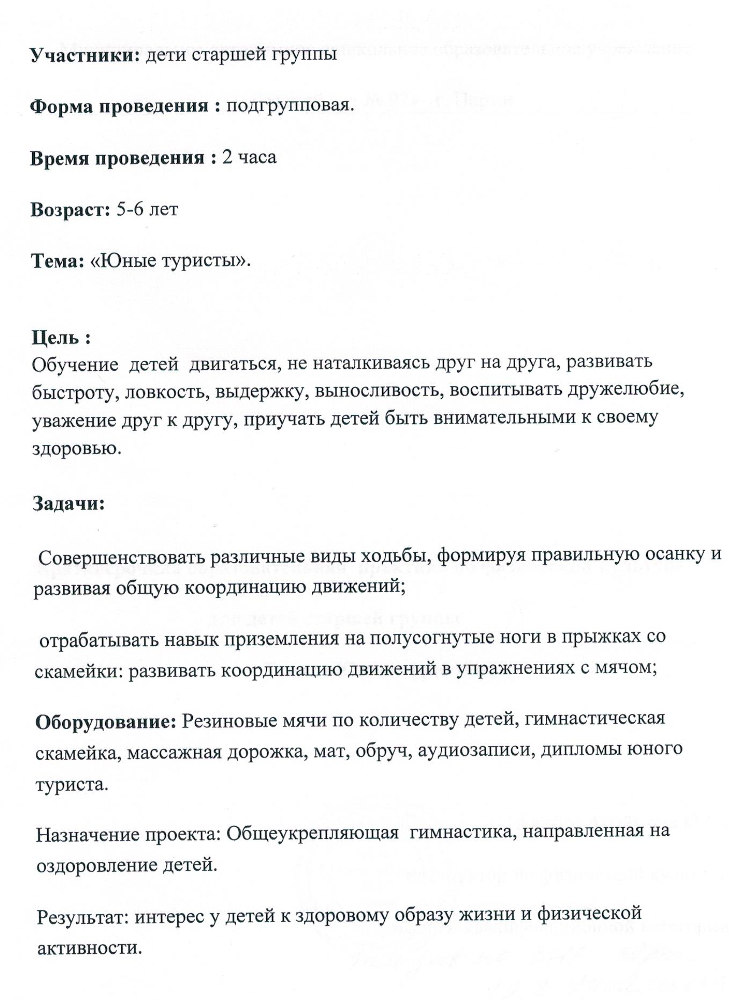 Участники: дети старшей группы
Форма проведения : подгрупповая.
Время проведения : 2 часа
Возраст: 5-6 лет
Тема: «Юные туристы».
Цель :
Обучение детей двигаться, не наталкиваясь друг на друга, развивать
быстроту, ловкость, выдержку, выносливость, воспитывать дружелюбие,
уважение друг к другу, приучать детей быть внимательными к своему
здоровью.
Задачи:
Совершенствовать различные виды ходьбы, формируя правильную осанку и
развивая общую координацию движений;
отрабатывать навык приземления на полусогнутые ноги в прыжках со
скамейки: развивать координацию движений в упражнениях с мячом;
Оборудование: Резиновые мячи по количеству детей, гимнастическая
скамейка, массажная дорожка, мат, обруч, аудиозаписи, дипломы юного
туриста.
Назначение проекта: Общеукрепляющая гимнастика, направленная на
оздоровление детей.
Результат: интерес у детей к здоровому образу жизни и физической
активности.